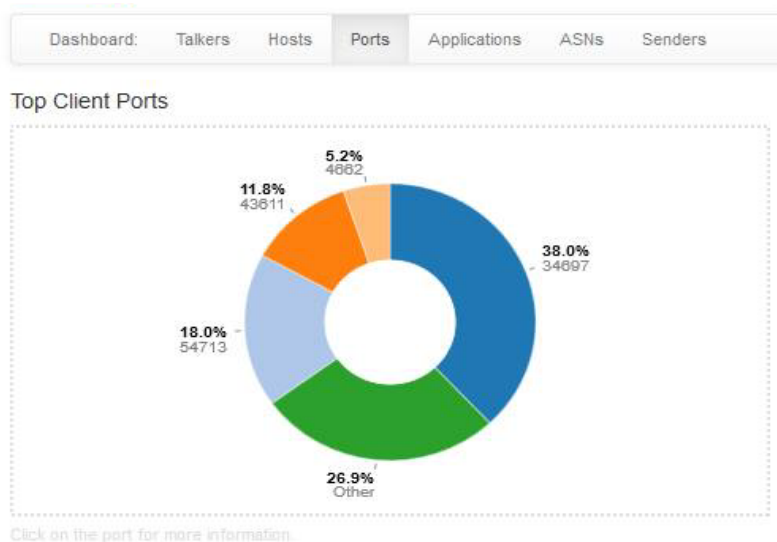 Dashboard: Talkers Hosts Ports Applications ASNs Senders
Top Client Ports
5.2%
4662
11.8%
43611
38.0%
34697
18.0%
54713
26.9%
Other
Click on the port for more information.